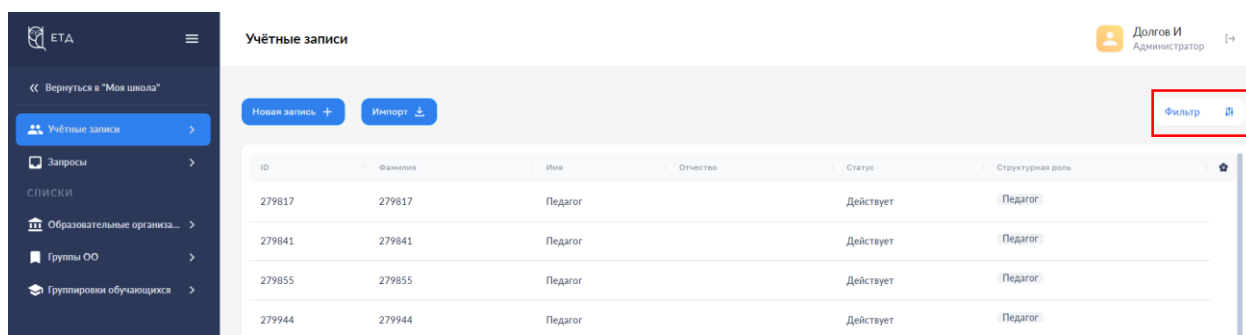 ЕТД
Учётные записи
Долгов И
Администратор
Вернуться в "Моя школа"
Новая запись
Импорт
Фильтр
Учётные записи
Запросы
СПИСКИ
Образовательные организа...
Группы ОО
Группировки обучающихся
ID Фамилия Имя Отчество Статус Структурная роль
279817 279817 Педагог Действует Педагог
279841 279841 Педагог Действует Педагог
279855 279855 Педагог Действует Педагог
279944 279944 Педагог Действует Педагог